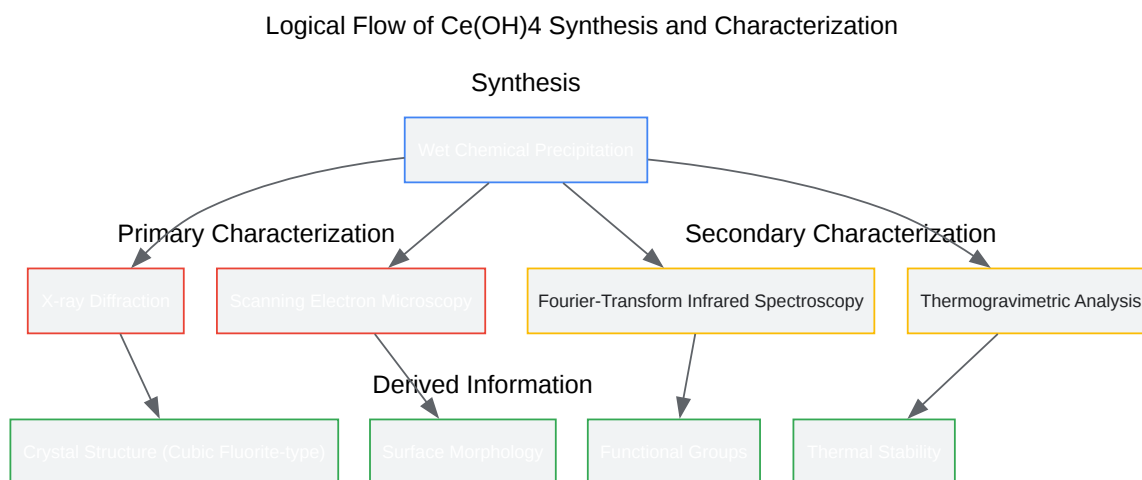 Logical Flow of Ce(OH)4 Synthesis and Characterization
Synthesis
Wet Chemical Precipitation
Primary Characterization
Secondary Characterization
X-ray Diffraction
Scanning Electron Microscopy
Fourier-Transform Infrared Spectroscopy
Thermogravimetric Analysis
Derived Information
Crystal Structure (Cubic Fluorite-type)
Surface Morphology
Functional Groups
Thermal Stability